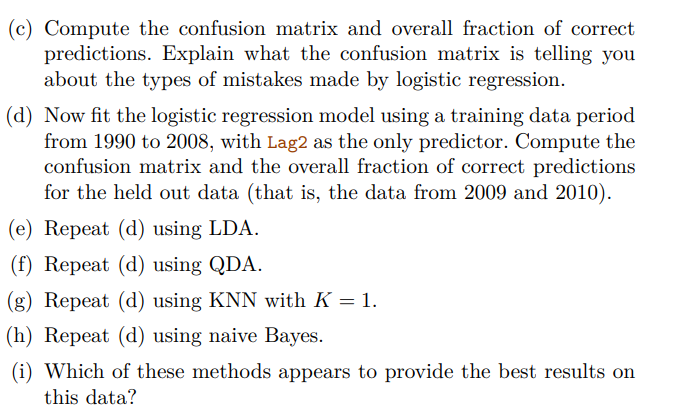 (c) Compute the confusion matrix and overall fraction of correct
predictions. Explain what the confusion matrix is telling you
about the types of mistakes made by logistic regression.
(d) Now fit the logistic regression model using a training data period
from 1990 to 2008, with Lag2 as the only predictor. Compute the
confusion matrix and the overall fraction of correct predictions
for the held out data (that is, the data from 2009 and 2010).
(e) Repeat (d) using LDA.
(f) Repeat (d) using QDA.
(g) Repeat (d) using KNN with K = 1.
(h) Repeat (d) using naive Bayes.
(i) Which of these methods appears to provide the best results on
this data?